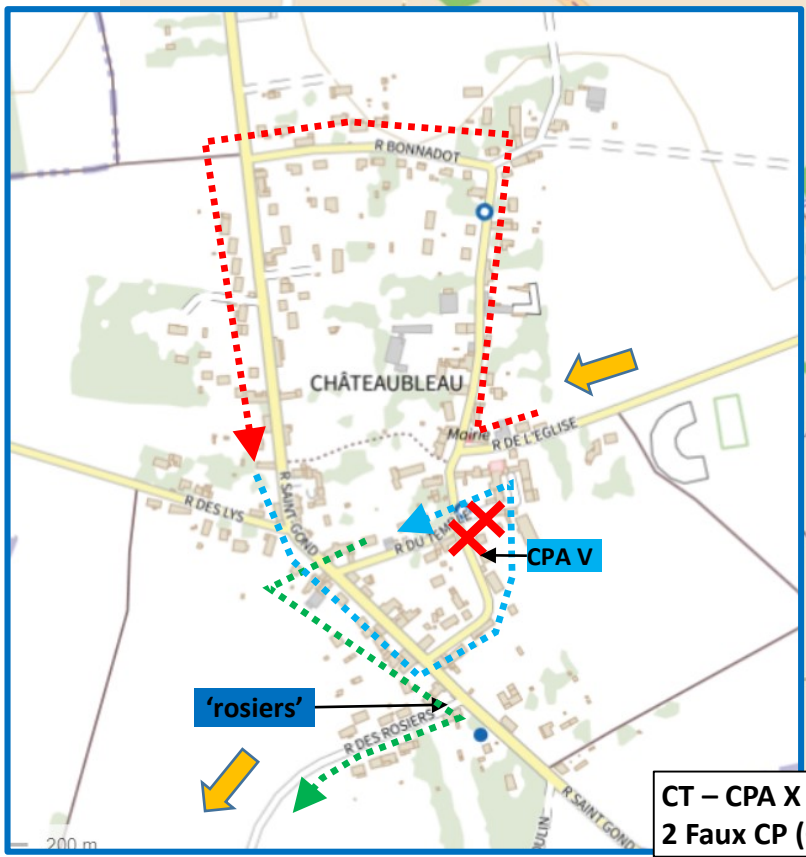 R BONNADOT
CHÂTEAUBLEAU
Mairie
R DE L'EGLISE
R DES LYS
R SAINT GOND
R DU TEMPLE
CPA V
'rosiers'
R DES ROSIERS
R SAINT GOND
200 m
CT – CPA X
2 Faux CP (